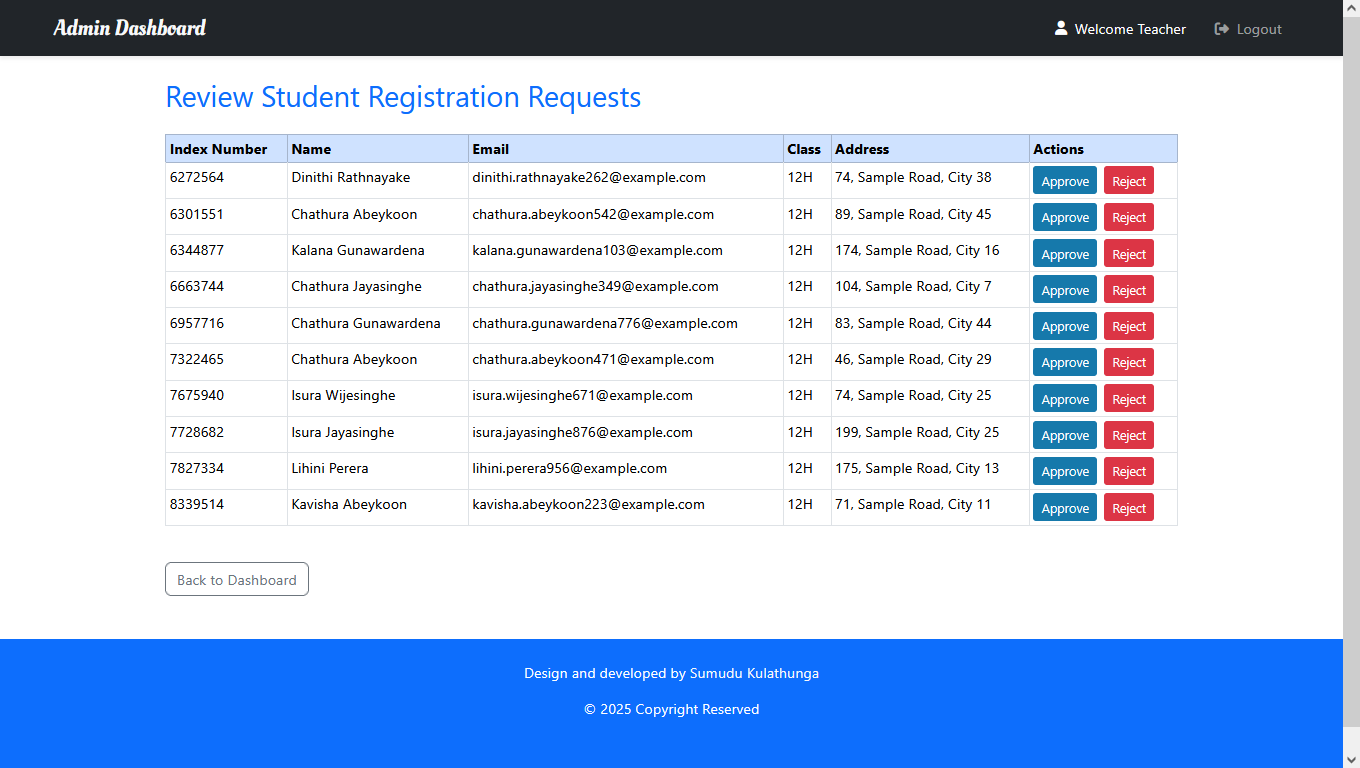 Admin Dashboard
Welcome Teacher Logout
Review Student Registration Requests
Index Number Name Email Class Address Actions
6272564 Dinithi Rathnayake dinithi.rathnayake262@example.com 12H 74, Sample Road, City 38 Approve Reject
6301551 Chathura Abeykoon chathura.abeykoon542@example.com 12H 89, Sample Road, City 45 Approve Reject
6344877 Kalana Gunawardena kalana.gunawardena103@example.com 12H 174, Sample Road, City 16 Approve Reject
6663744 Chathura Jayasinghe chathura.jayasinghe349@example.com 12H 104, Sample Road, City 7 Approve Reject
6957716 Chathura Gunawardena chathura.gunawardena776@example.com 12H 83, Sample Road, City 44 Approve Reject
7322465 Chathura Abeykoon chathura.abeykoon471@example.com 12H 46, Sample Road, City 29 Approve Reject
7675940 Isura Wijesinghe isura.wijesinghe671@example.com 12H 74, Sample Road, City 25 Approve Reject
7728682 Isura Jayasinghe isura.jayasinghe876@example.com 12H 199, Sample Road, City 25 Approve Reject
7827334 Lihini Perera lihini.perera956@example.com 12H 175, Sample Road, City 13 Approve Reject
8339514 Kavisha Abeykoon kavisha.abeykoon223@example.com 12H 71, Sample Road, City 11 Approve Reject
Back to Dashboard
Design and developed by Sumudu Kulathunga
© 2025 Copyright Reserved